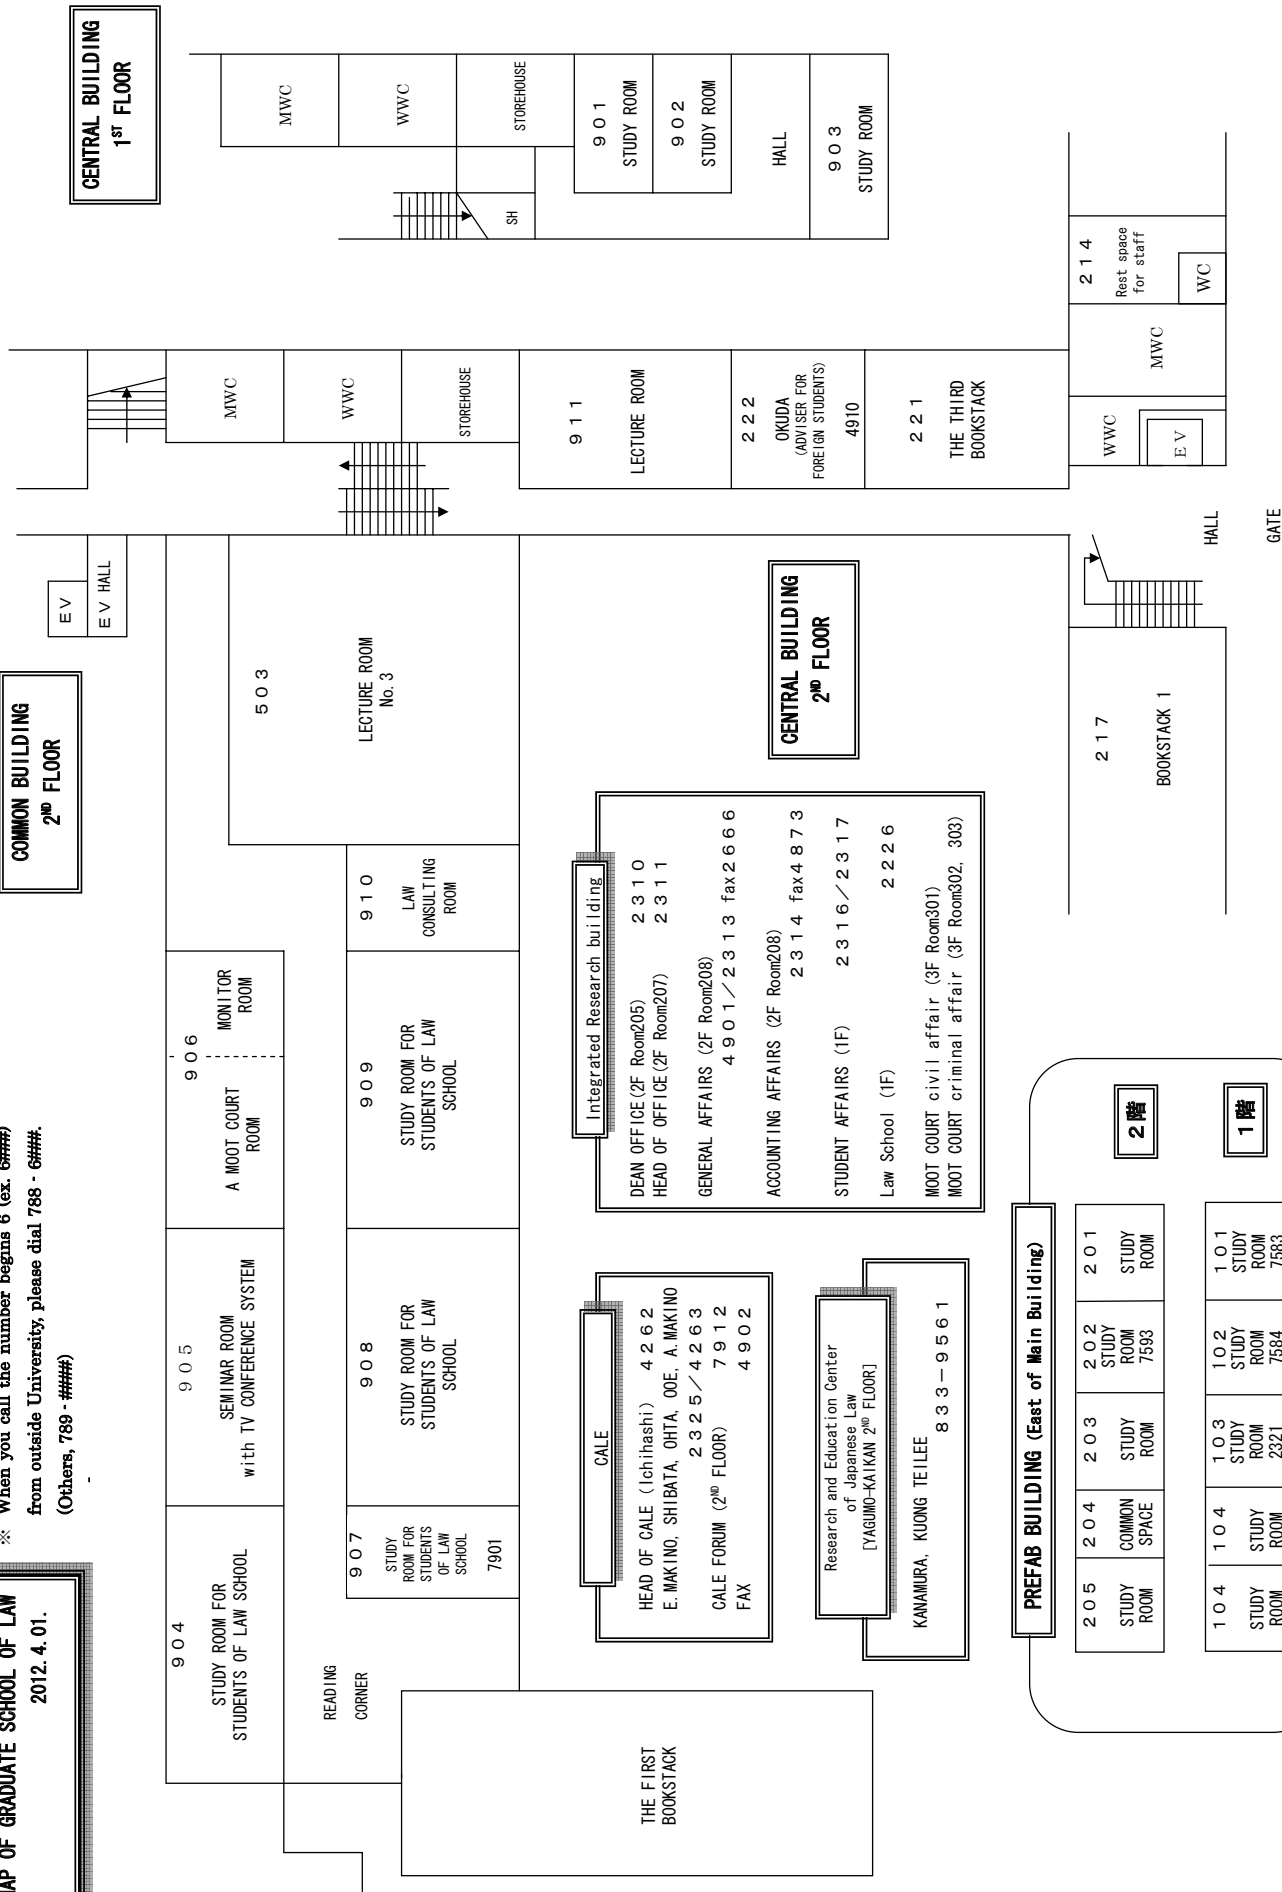 MAP OF GRADUATE SCHOOL OF LAW
2012.4.01.
※ When you call the number begins 6 (ex. 6###)
from outside University, please dial 788 - 6###.
(Others, 789 - ####)
-
COMMON BUILDING
2ND FLOOR
EV
EV HALL
CENTRAL BUILDING
1ST FLOOR
904
STUDY ROOM FOR
STUDENTS OF LAW SCHOOL
905
SEMINAR ROOM
with TV CONFERENCE SYSTEM
906
A MOOT COURT
ROOM
MONITOR
ROOM
503
LECTURE ROOM
No.3
MWC
WWC
STOREHOUSE
READING
CORNER
907
STUDY
ROOM FOR
STUDENTS
OF LAW
SCHOOL
7901
908
STUDY ROOM FOR
STUDENTS OF LAW
SCHOOL
909
STUDY ROOM FOR
STUDENTS OF LAW
SCHOOL
910
LAW
CONSULTING
ROOM
MWC
WWC
STOREHOUSE
SH
901
STUDY ROOM
902
STUDY ROOM
HALL
903
STUDY ROOM
THE FIRST
BOOKSTACK
911
LECTURE ROOM
222
OKUDA
(ADVISER FOR
FOREIGN STUDENTS)
4910
221
THE THIRD
BOOKSTACK
CENTRAL BUILDING
2ND FLOOR
CALE
HEAD OF CALE (Ichihashi) 4262
E. MAKINO, SHIBATA, OHTA, ODE, A. MAKINO
2325/4263
CALE FORUM (2ND FLOOR) 7912
FAX 4902
Integrated Research building
DEAN OFFICE(2F Room205) 2310
HEAD OF OFFICE(2F Room207) 2311
GENERAL AFFAIRS (2F Room208)
4901/2313 fax2666
ACCOUNTING AFFAIRS (2F Room208)
2314 fax4873
STUDENT AFFAIRS (1F) 2316/2317
Law School (1F) 2226
MOOT COURT civil affair (3F Room301)
MOOT COURT criminal affair (3F Room302, 303)
Research and Education Center
of Japanese Law
[YAGUMO-KAIKAN 2ND FLOOR]
KANAMURA, KUONG TEILEE
833-9561
217
BOOKSTACK 1
WWC
EV
MWC
214
Rest space
for staff
WC
HALL
GATE
PREFAB BUILDING (East of Main Building)
205
STUDY
ROOM
204
COMMON
SPACE
203
STUDY
ROOM
202
STUDY
ROOM
7593
201
STUDY
ROOM
2階
104
STUDY
ROOM
104
STUDY
ROOM
103
STUDY
ROOM
2321
102
STUDY
ROOM
7584
101
STUDY
ROOM
7583
1階